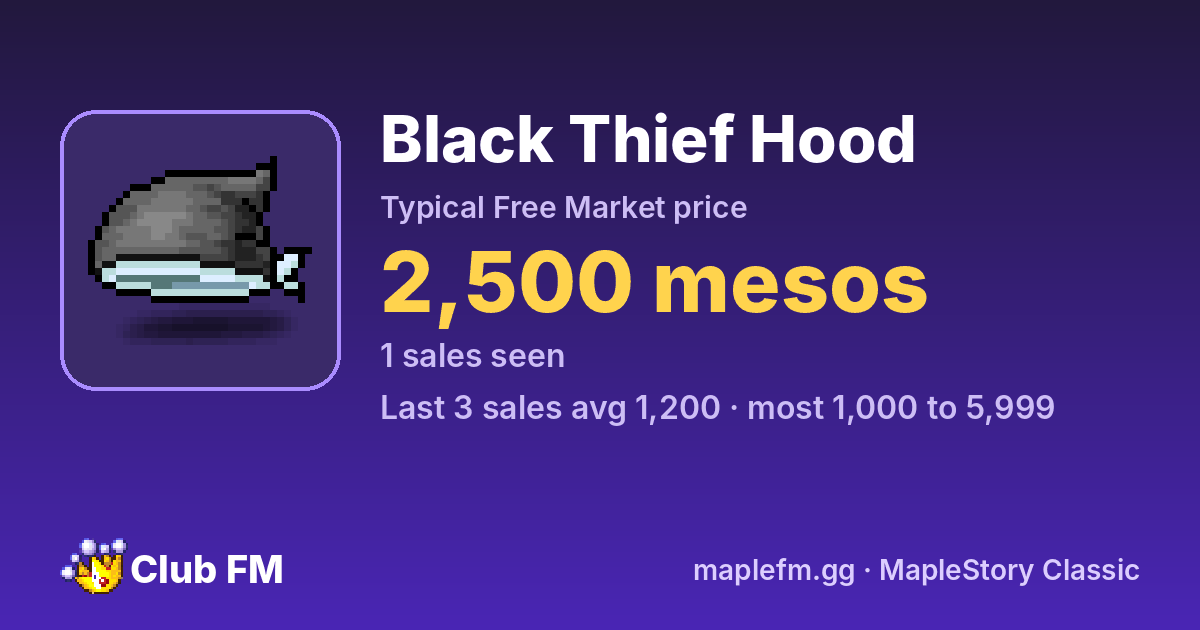 Black Thief Hood
Typical Free Market price
2,500 mesos
1 sales seen
Last 3 sales avg 1,200 · most 1,000 to 5,999
Club FM
maplefm.gg · MapleStory Classic